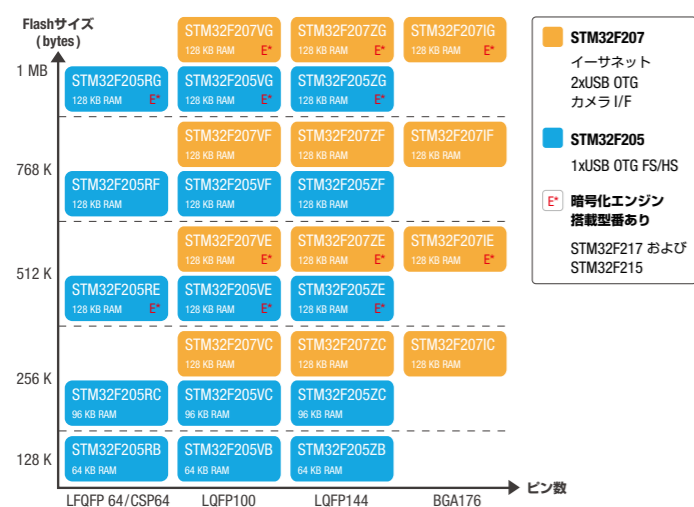 Flashサイズ
(bytes)
1 MB
768 K
512 K
256 K
128 K
STM32F207VG
128 KB RAM E*
STM32F207ZG
128 KB RAM E*
STM32F207IG
128 KB RAM E*
STM32F205RG
128 KB RAM E*
STM32F205VG
128 KB RAM E*
STM32F205ZG
128 KB RAM E*
STM32F207VF
128 KB RAM
STM32F207ZF
128 KB RAM
STM32F207IF
128 KB RAM
STM32F205RF
128 KB RAM
STM32F205VF
128 KB RAM
STM32F205ZF
128 KB RAM
STM32F207VE
128 KB RAM E*
STM32F207ZE
128 KB RAM E*
STM32F207IE
128 KB RAM E*
STM32F205RE
128 KB RAM E*
STM32F205VE
128 KB RAM E*
STM32F205ZE
128 KB RAM E*
STM32F207VC
128 KB RAM
STM32F207ZC
128 KB RAM
STM32F207IC
128 KB RAM
STM32F205RC
96 KB RAM
STM32F205VC
96 KB RAM
STM32F205ZC
96 KB RAM
STM32F205RB
64 KB RAM
STM32F205VB
64 KB RAM
STM32F205ZB
64 KB RAM
LFQFP 64/CSP64
LQFP100
LQFP144
BGA176
ピン数
STM32F207
イーサネット
2xUSB OTG
カメラ I/F
STM32F205
1xUSB OTG FS/HS
E* 暗号化エンジン
搭載型番あり
STM32F217 および
STM32F215